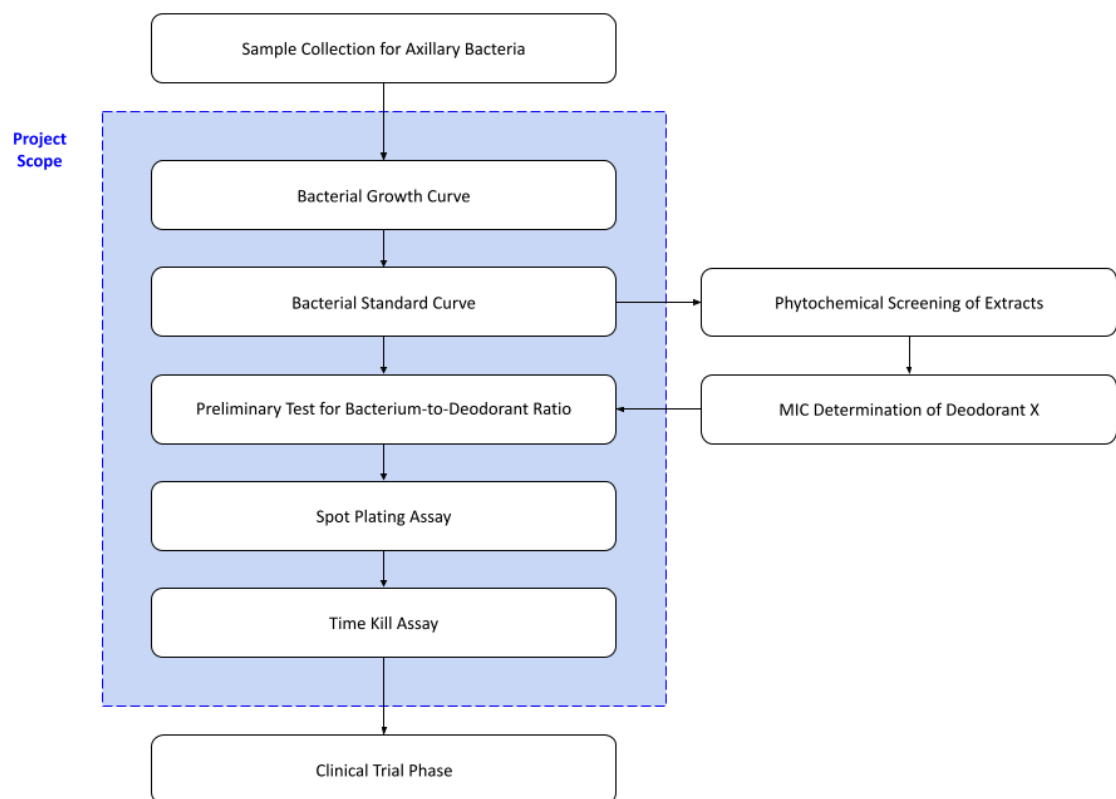 Sample Collection for Axillary Bacteria
Project
Scope
Bacterial Growth Curve
Bacterial Standard Curve
Phytochemical Screening of Extracts
Preliminary Test for Bacterium-to-Deodorant Ratio
MIC Determination of Deodorant X
Spot Plating Assay
Time Kill Assay
Clinical Trial Phase